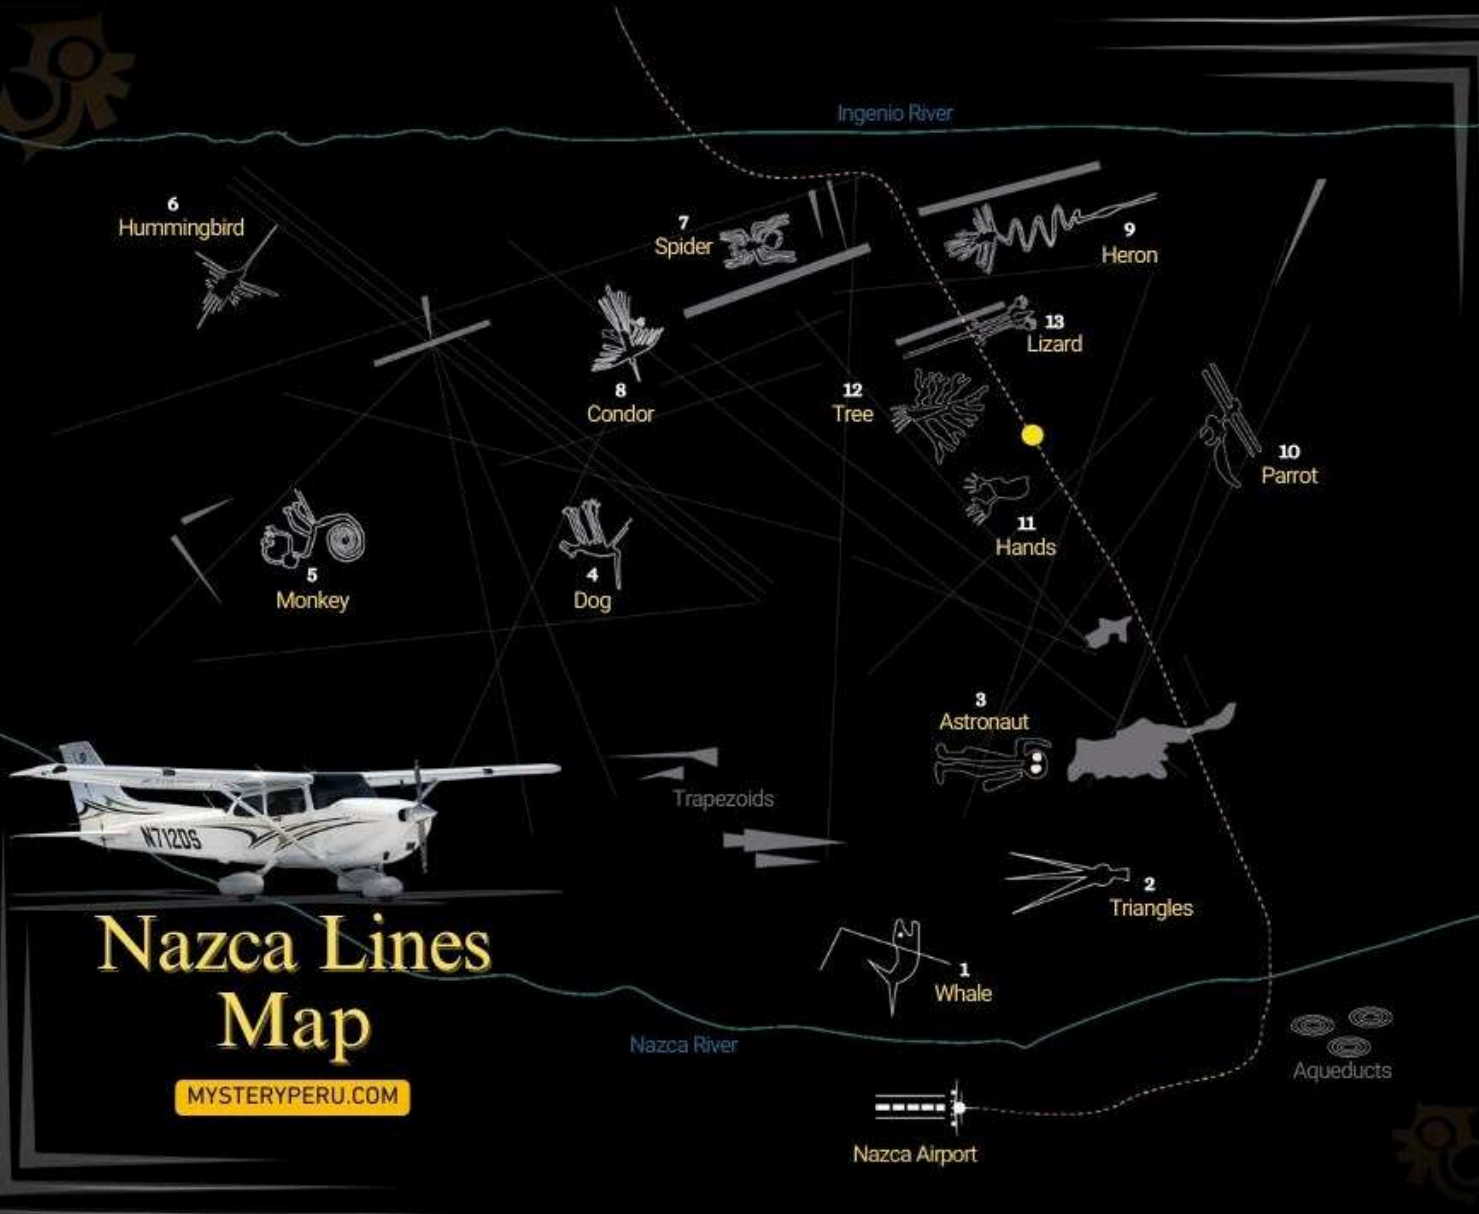 Ingenio River
6
Hummingbird
7
Spider
9
Heron
13
Lizard
8
Condor
12
Tree
10
Parrot
11
Hands
5
Monkey
4
Dog
3
Astronaut
Trapezoids
N712DS
2
Triangles
1
Whale
Nazca Lines
Map
MYSTERYPERU.COM
Nazca River
Aqueducts
Nazca Airport